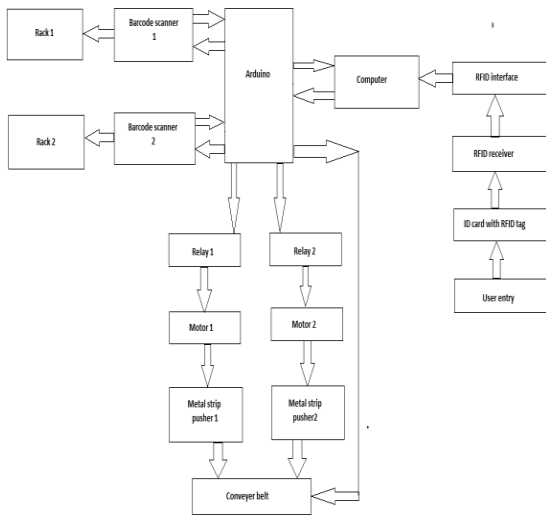 Rack 1
Barcode scanner
1
Arduino
Computer
RFID interface
Rack 2
Barcode scanner
2
RFID receiver
ID card with RFID tag
Relay 1
Relay 2
User entry
Motor 1
Motor 2
Metal strip
pusher 1
Metal strip
pusher2
Conveyer belt